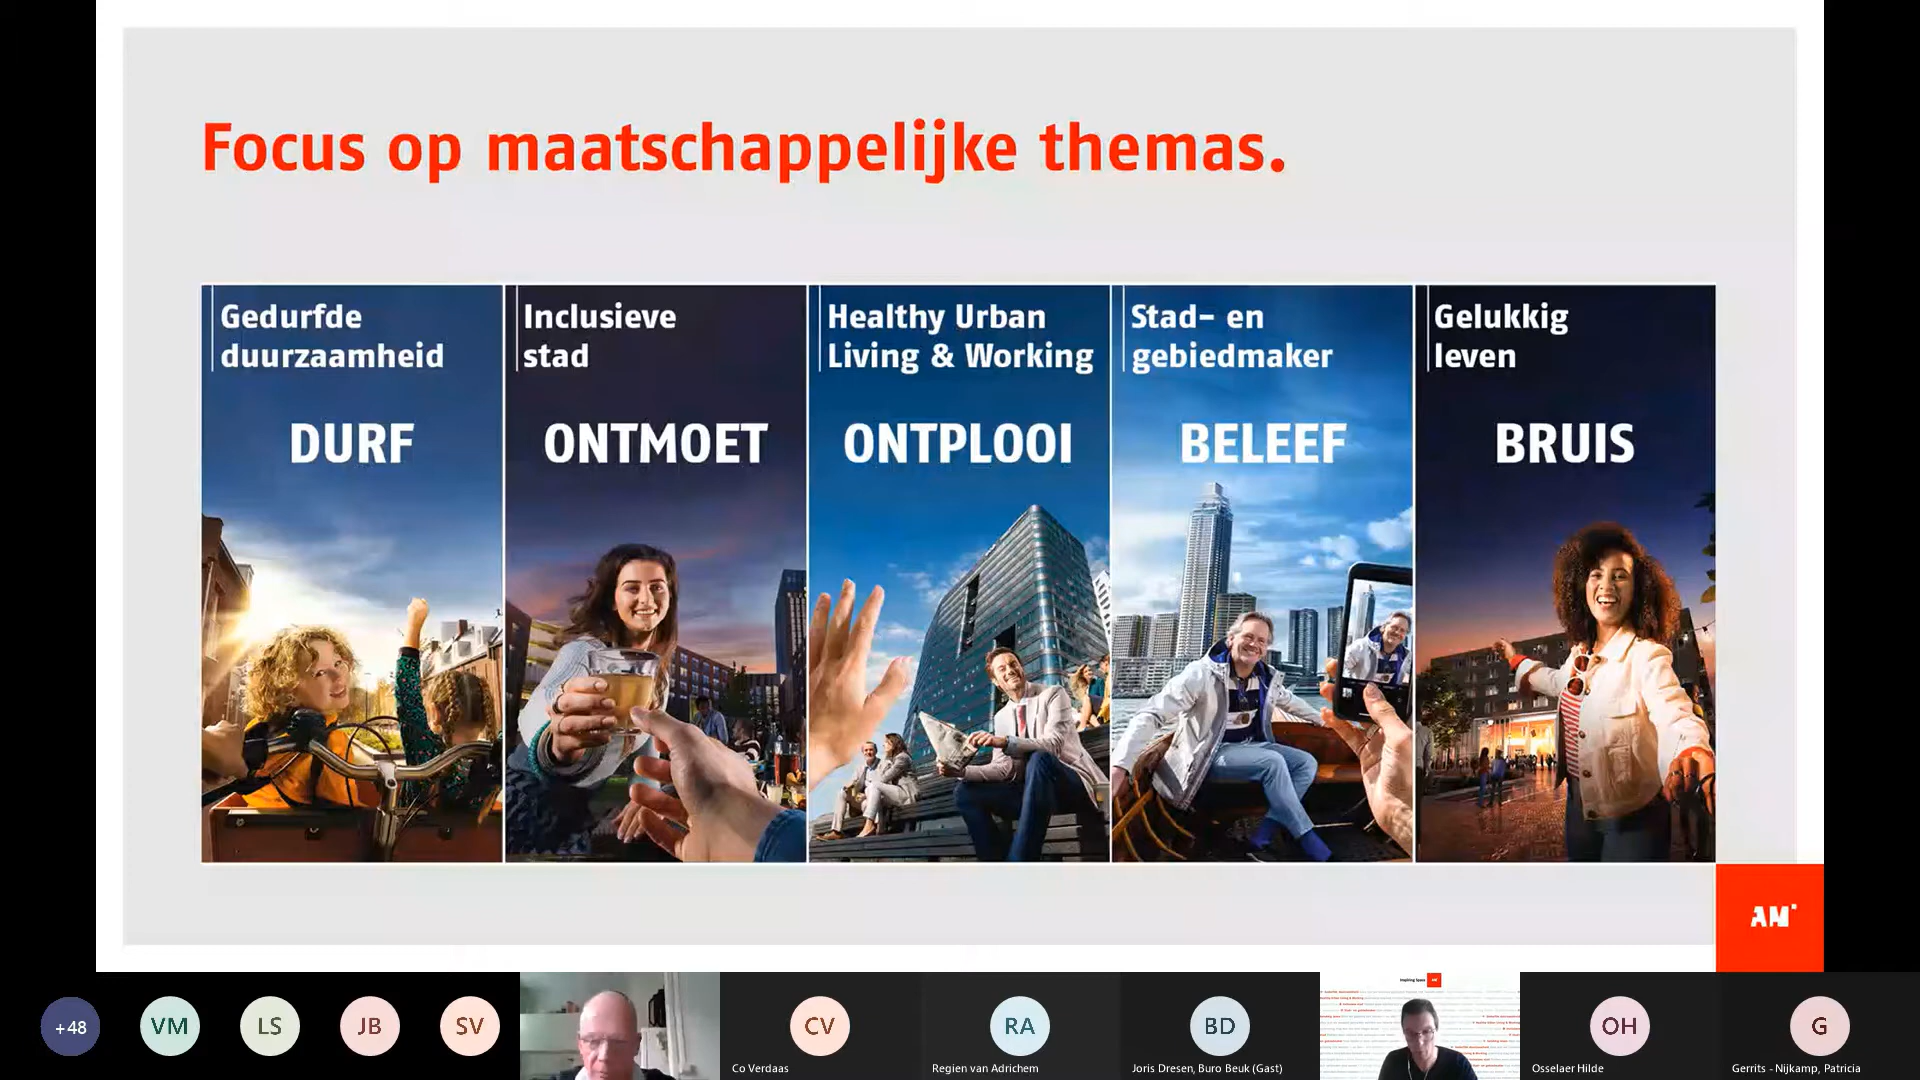 Focus op maatschappelijke themas.
Gedurfde
duurzaamheid
DURF
Inclusieve
stad
ONTMOET
Healthy Urban
Living & Working
ONTPLOOI
Stad- en
gebiedmaker
BELEEF
Gelukkig
leven
BRUIS
AM
+48
VM
LS
JB
SV
CV
Co Verdaas
RA
Regien van Adrichem
BD
Joris Dresen, Buro Beuk (Gast)
OH
Osselaer Hilde
G
Gerrits - Nijkamp, Patricia